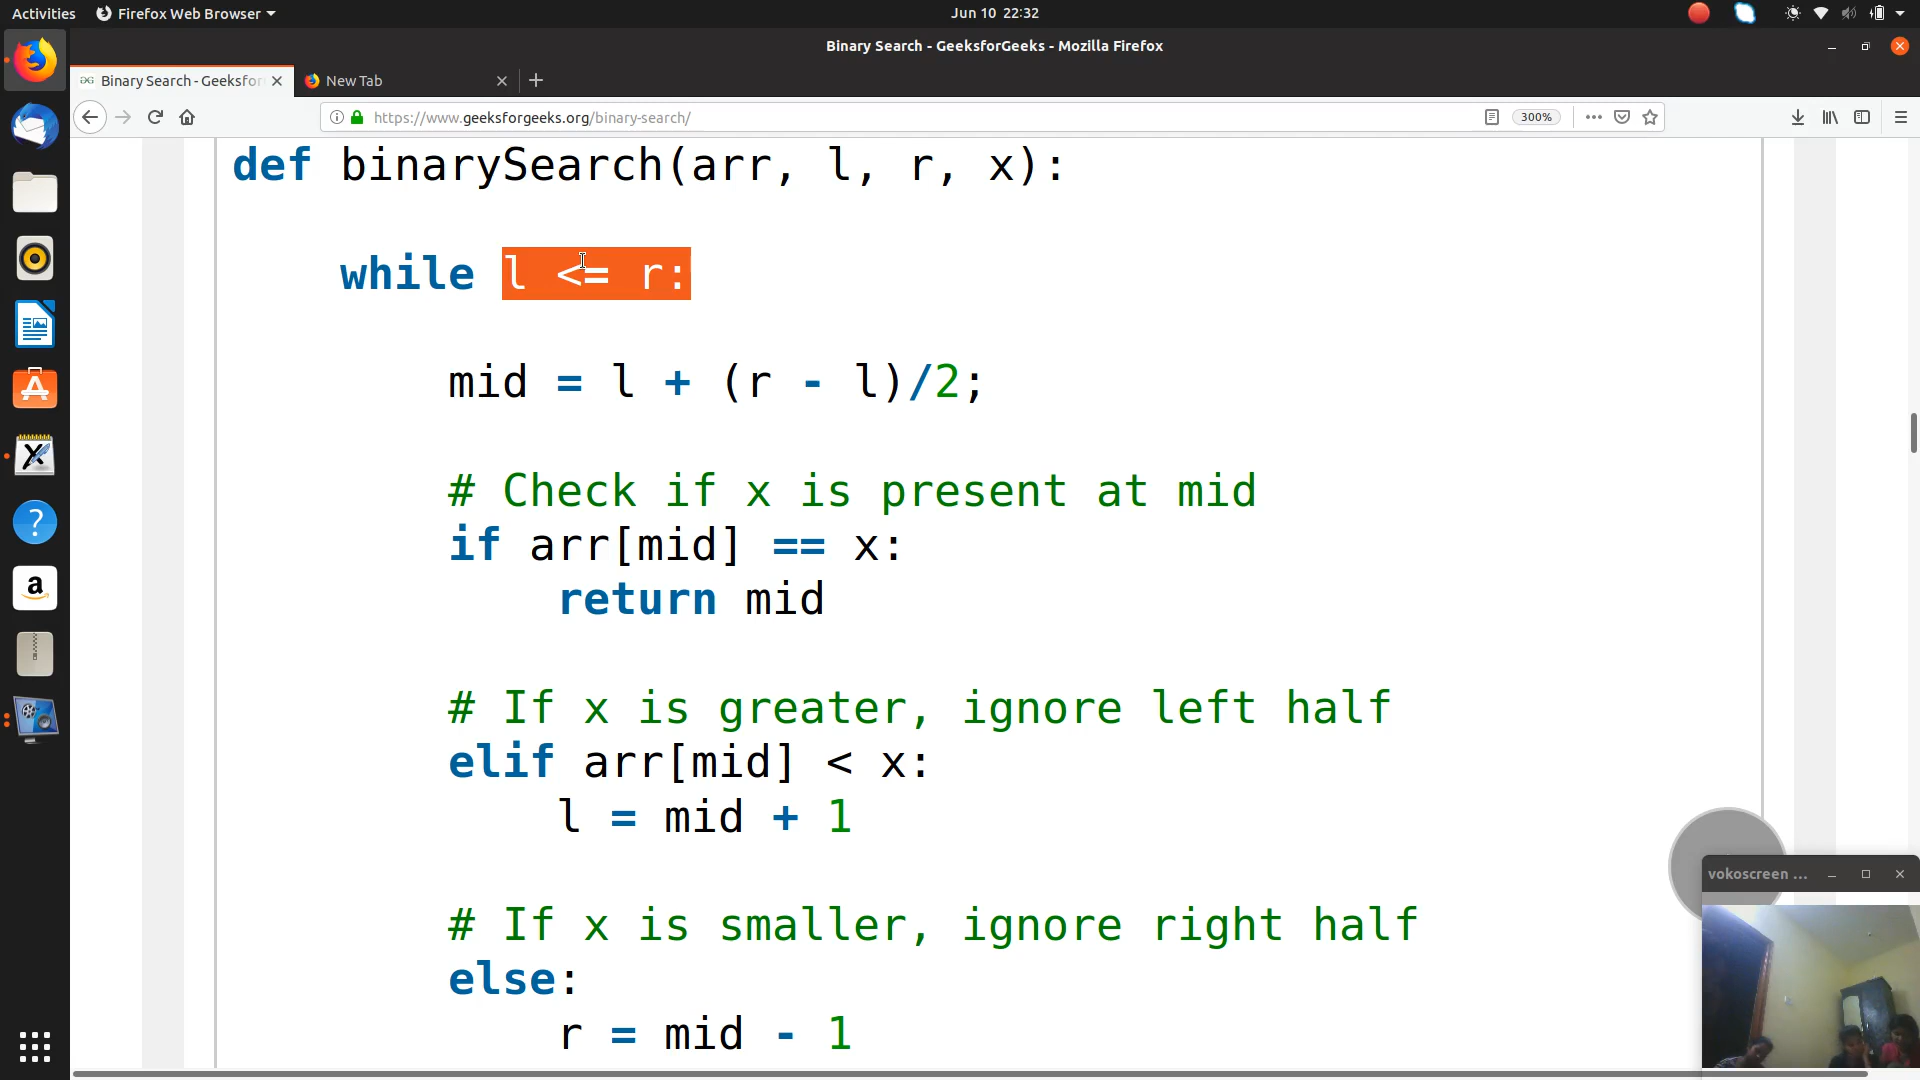 Activities Firefox Web Browser Jun 10 22:32
Binary Search - GeeksforGeeks - Mozilla Firefox
Binary Search - Geeksfor New Tab
https://www.geeksforgeeks.org/binary-search/ 300%
def binarySearch(arr, l, r, x):
while l <= r:
mid = l + (r - l)/2;
# Check if x is present at mid
if arr[mid] == x:
return mid
# If x is greater, ignore left half
elif arr[mid] < x:
l = mid + 1
# If x is smaller, ignore right half
else:
r = mid - 1
vokoscreen ...